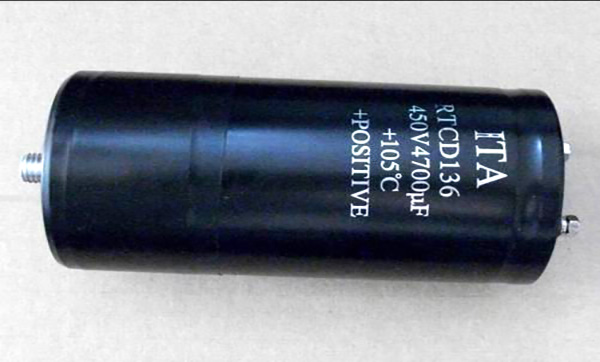 ITA
RTCD136
450V4700µF
+105°C
+POSITIVE